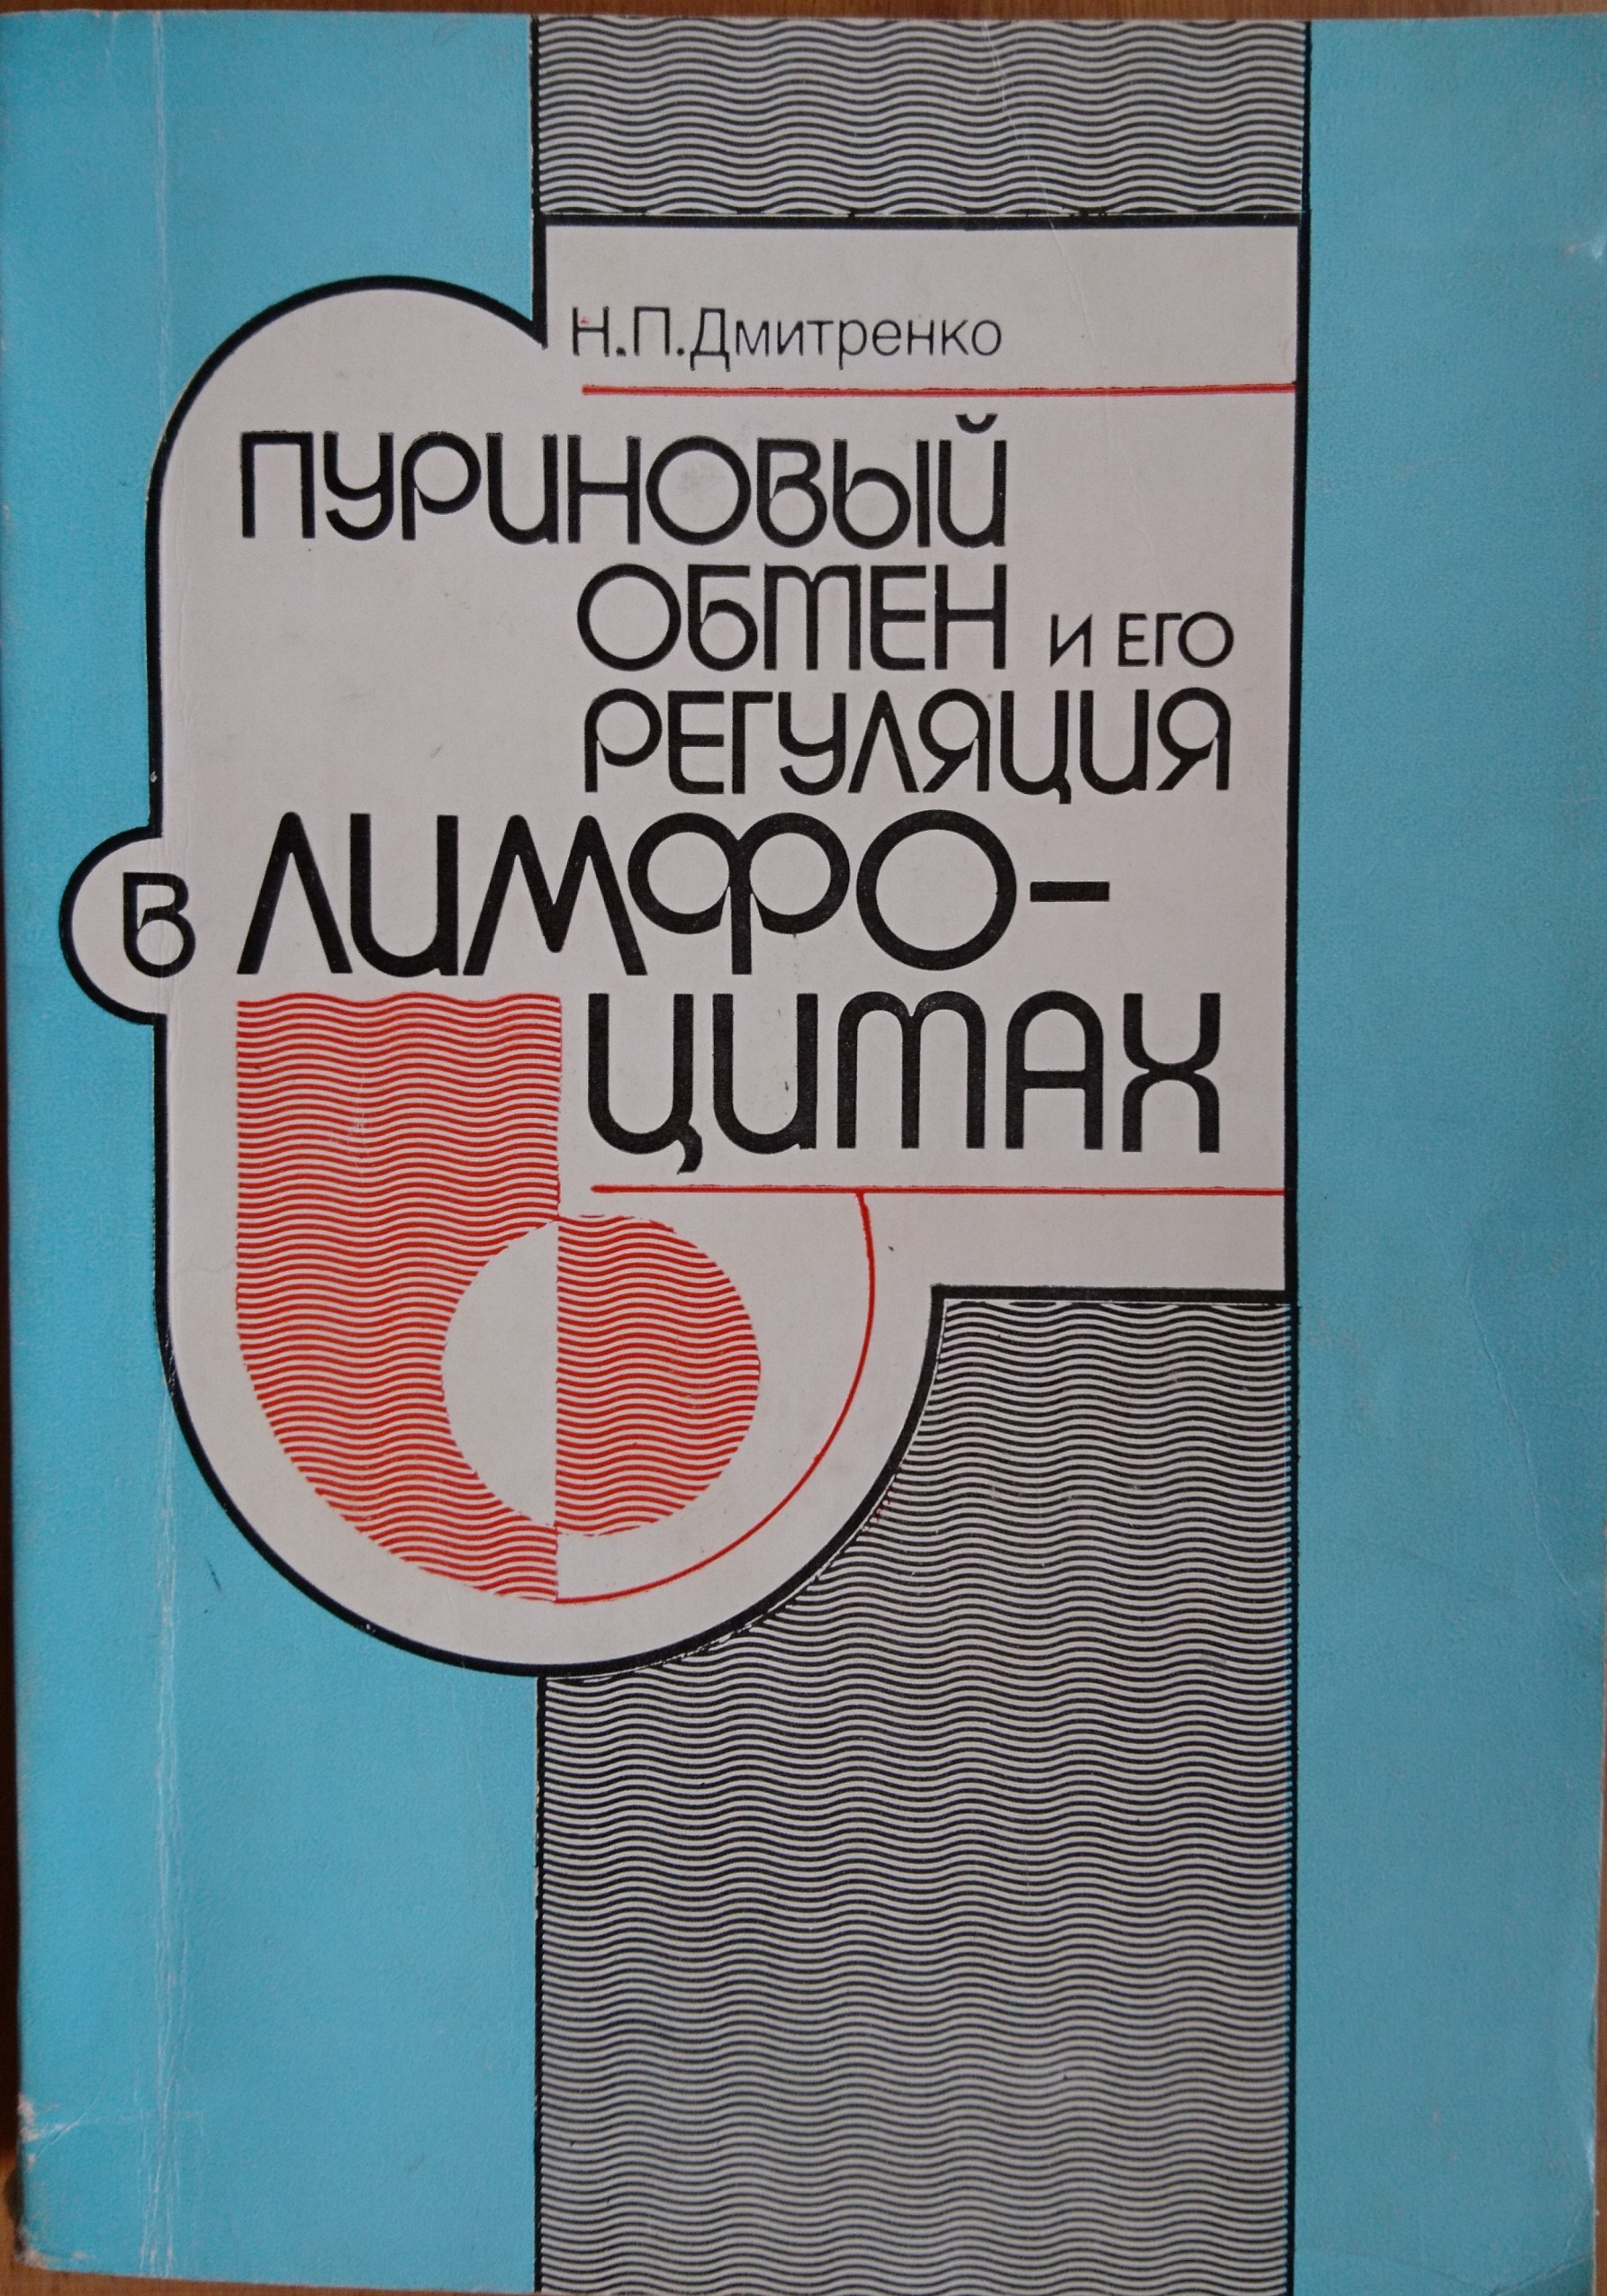 Н.П.Дмитренко
ПУРИНОВЫЙ
ОБМЕН И ЕГО
РЕГУЛЯЦИЯ
В ЛИМФО-
ЦИТАХ